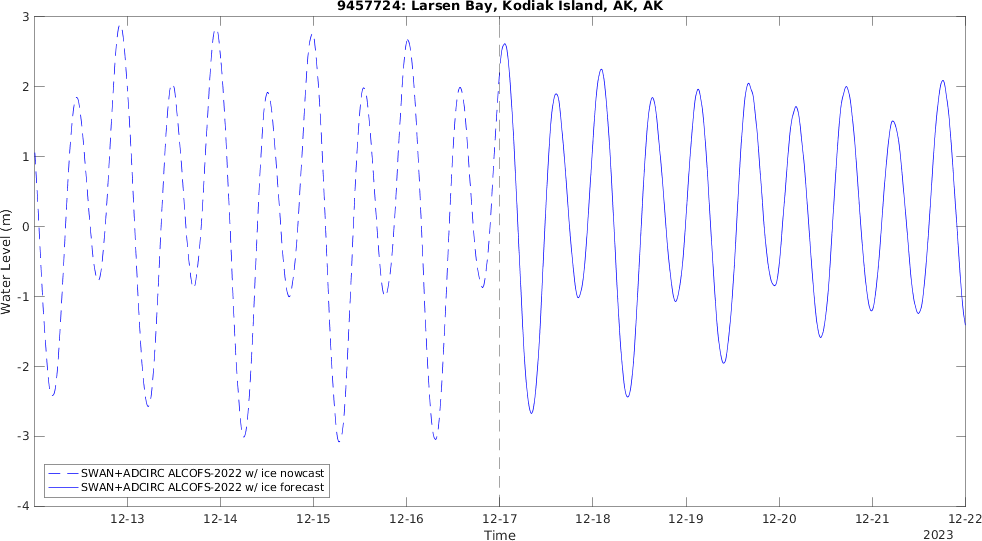 9457724: Larsen Bay, Kodiak Island, AK, AK
3
2
1
0
-1
-2
-3
-4
Water Level (m)
SWAN+ADCIRC ALCOFS-2022 w/ ice nowcast
SWAN+ADCIRC ALCOFS-2022 w/ ice forecast
12-13 12-14 12-15 12-16 12-17 12-18 12-19 12-20 12-21 12-22
Time
2023